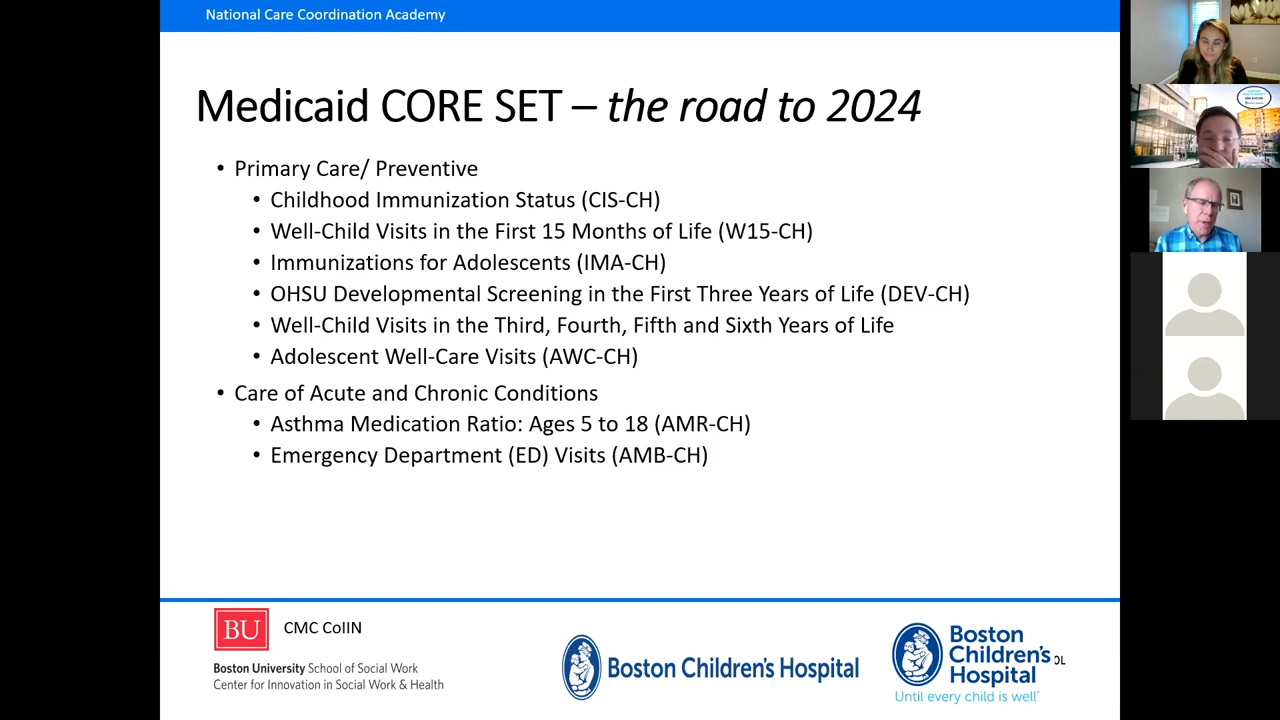 National Care Coordination Academy
Medicaid CORE SET – the road to 2024
• Primary Care/ Preventive
• Childhood Immunization Status (CIS-CH)
• Well-Child Visits in the First 15 Months of Life (W15-CH)
• Immunizations for Adolescents (IMA-CH)
• OHSU Developmental Screening in the First Three Years of Life (DEV-CH)
• Well-Child Visits in the Third, Fourth, Fifth and Sixth Years of Life
• Adolescent Well-Care Visits (AWC-CH)
• Care of Acute and Chronic Conditions
• Asthma Medication Ratio: Ages 5 to 18 (AMR-CH)
• Emergency Department (ED) Visits (AMB-CH)
BU
CMC CoIIN
Boston University School of Social Work
Center for Innovation in Social Work & Health
Boston Children's Hospital
Boston
Children's
Hospital
Until every child is well
OL